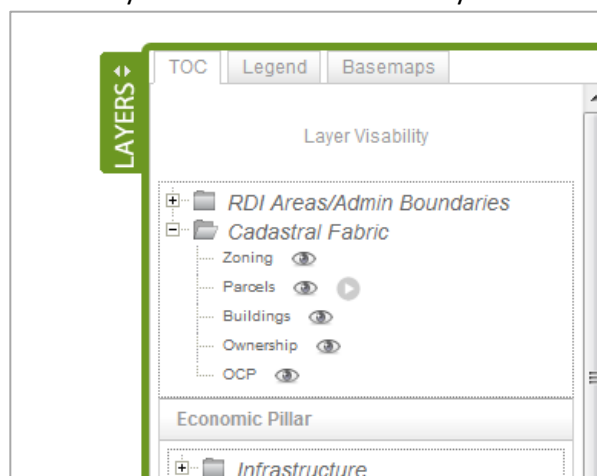 LAYERS
TOC Legend Basemaps
Layer Visability
RDI Areas/Admin Boundaries
Cadastral Fabric
Zoning
Parcels
Buildings
Ownership
OCP
Economic Pillar
Infrastructure